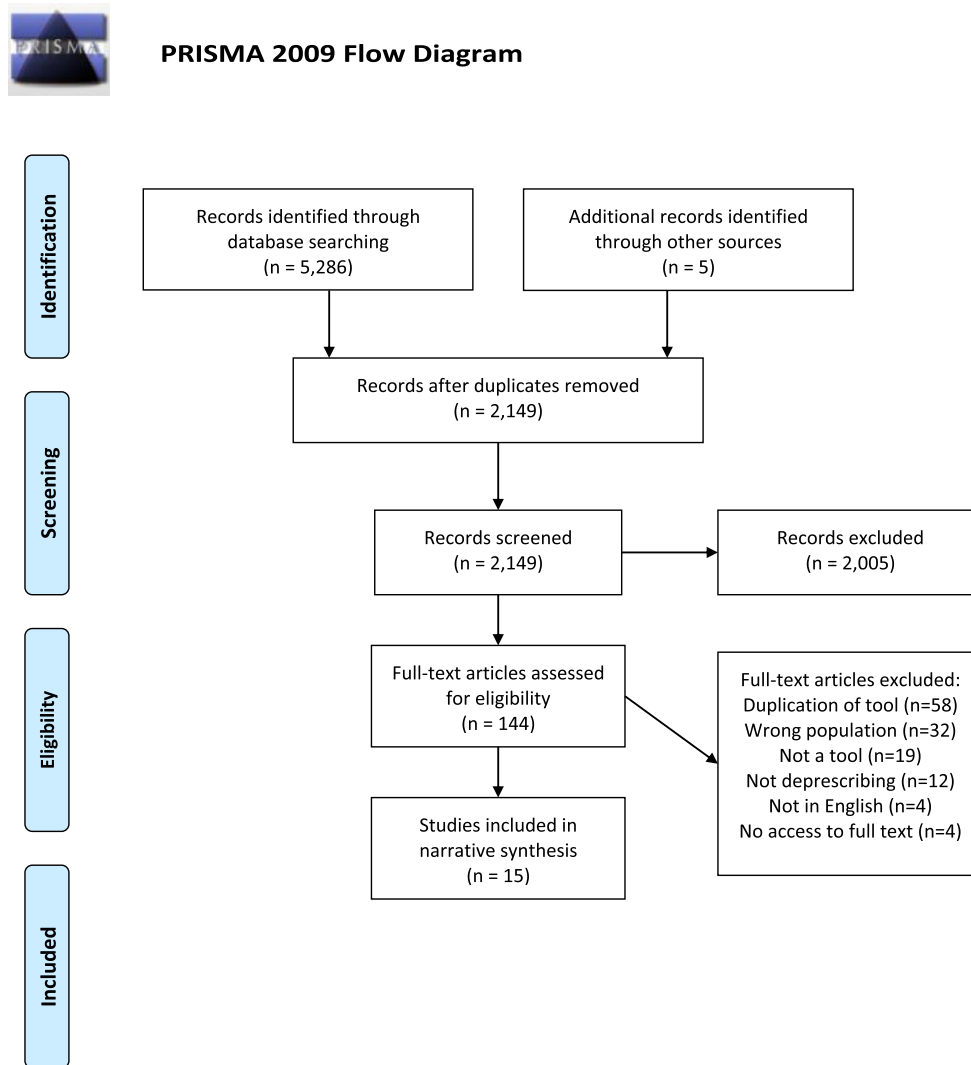 PRISMA
PRISMA 2009 Flow Diagram
Identification
Records identified through
database searching
(n = 5,286)
Additional records identified
through other sources
(n = 5)
Records after duplicates removed
(n = 2,149)
Screening
Records screened
(n = 2,149)
Records excluded
(n = 2,005)
Eligibility
Full-text articles assessed
for eligibility
(n = 144)
Full-text articles excluded:
Duplication of tool (n=58)
Wrong population (n=32)
Not a tool (n=19)
Not deprescribing (n=12)
Not in English (n=4)
No access to full text (n=4)
Studies included in
narrative synthesis
(n = 15)
Included